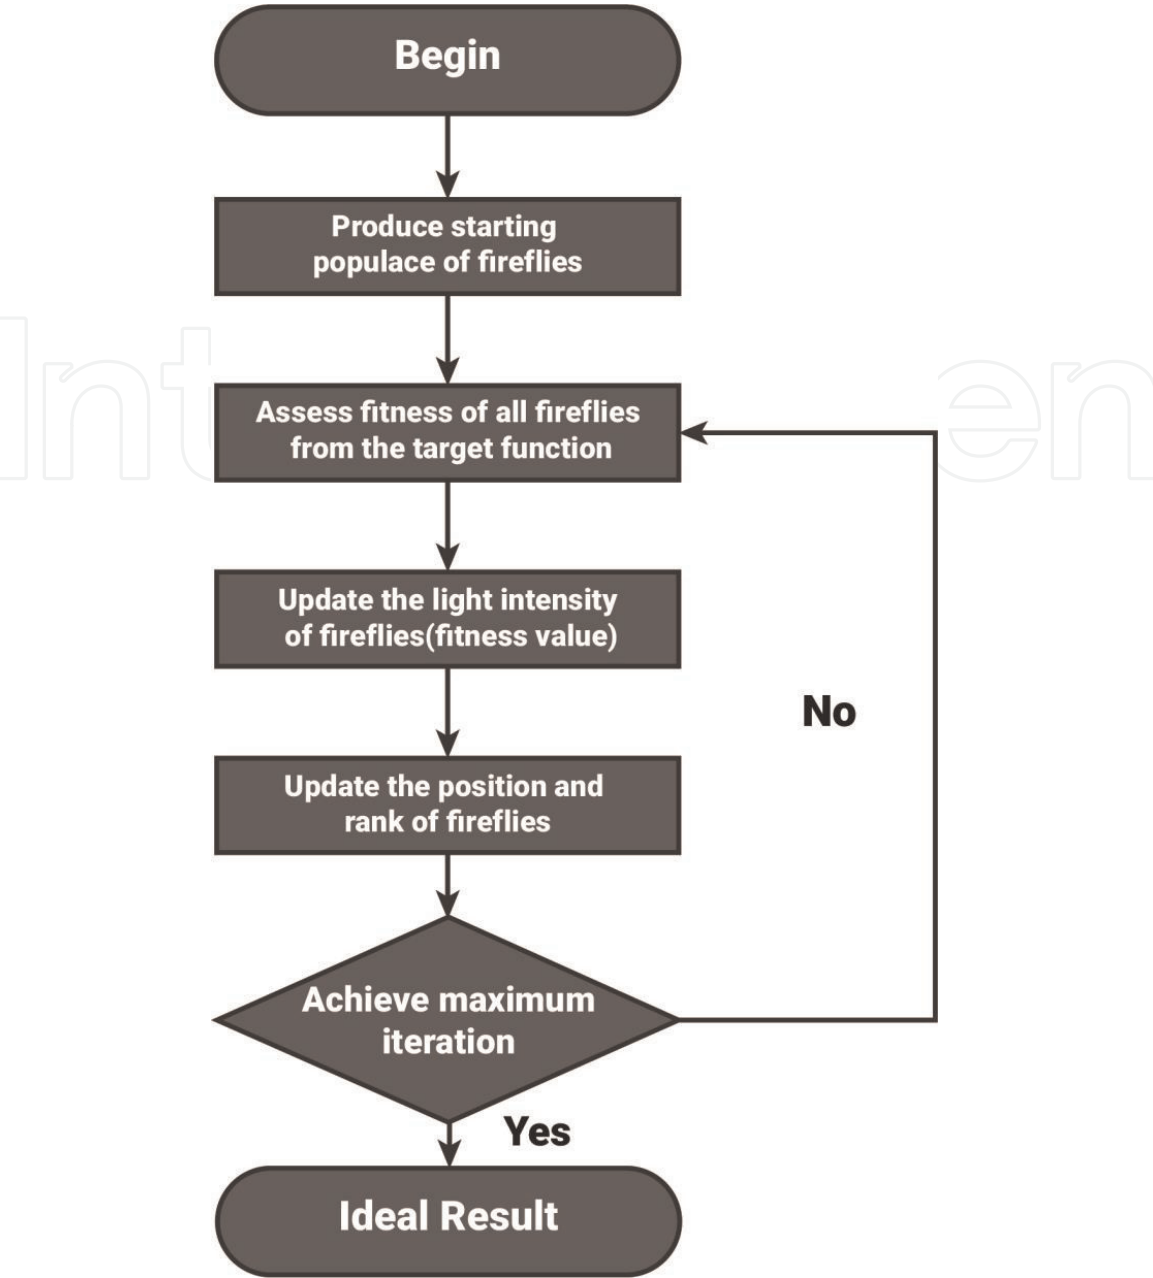 Begin
Produce starting
populace of fireflies
Assess fitness of all fireflies
from the target function
Inten
Update the light intensity
of fireflies(fitness value)
No
Update the position and
rank of fireflies
Achieve maximum
iteration
Yes
Ideal Result